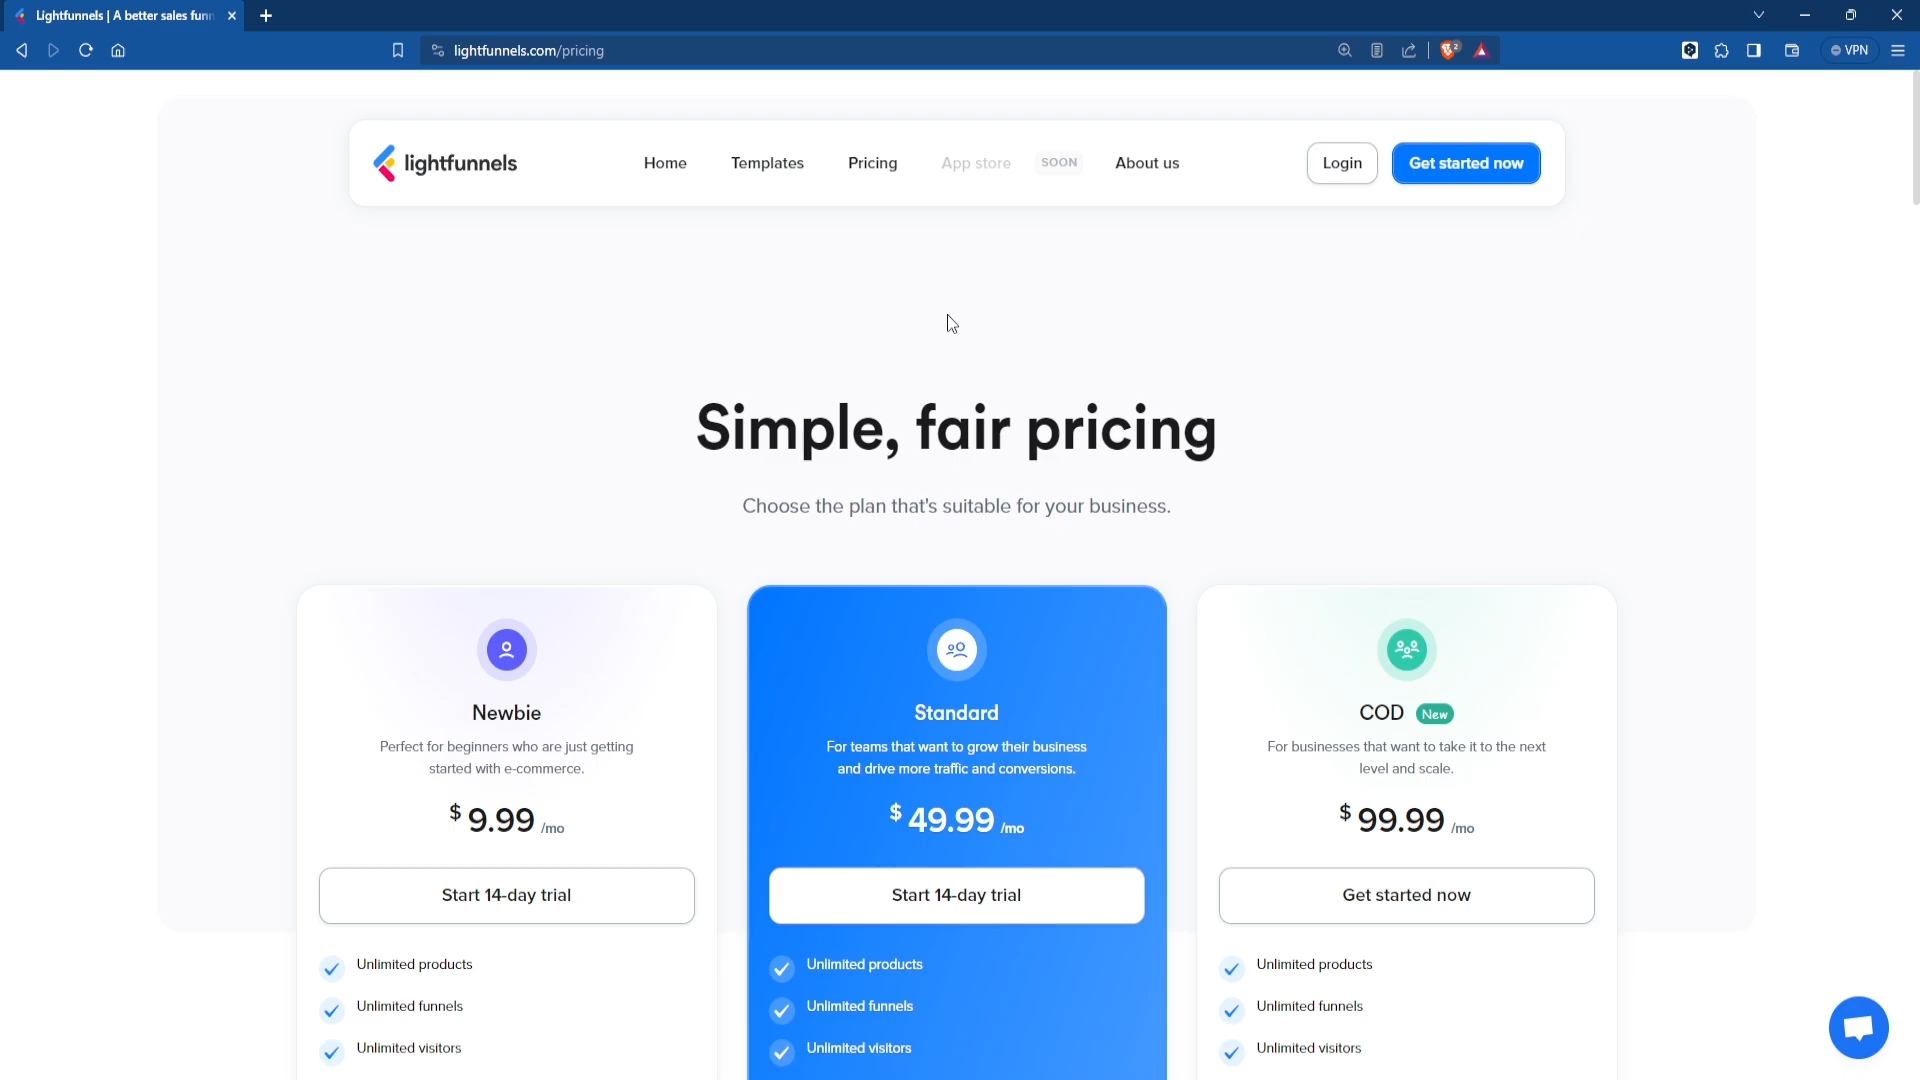 Lightfunnels | A better sales funn
lightfunnels.com/pricing
2
VPN
lightfunnels
Home
Templates
Pricing
App store
SOON
About us
Login
Get started now
Simple, fair pricing
Choose the plan that's suitable for your business.
Newbie
Perfect for beginners who are just getting
started with e-commerce.
$ 9.99 /mo
Start 14-day trial
Unlimited products
Unlimited funnels
Unlimited visitors
Standard
For teams that want to grow their business
and drive more traffic and conversions.
$ 49.99 /mo
Start 14-day trial
Unlimited products
Unlimited funnels
Unlimited visitors
COD New
For businesses that want to take it to the next
level and scale.
$ 99.99 /mo
Get started now
Unlimited products
Unlimited funnels
Unlimited visitors